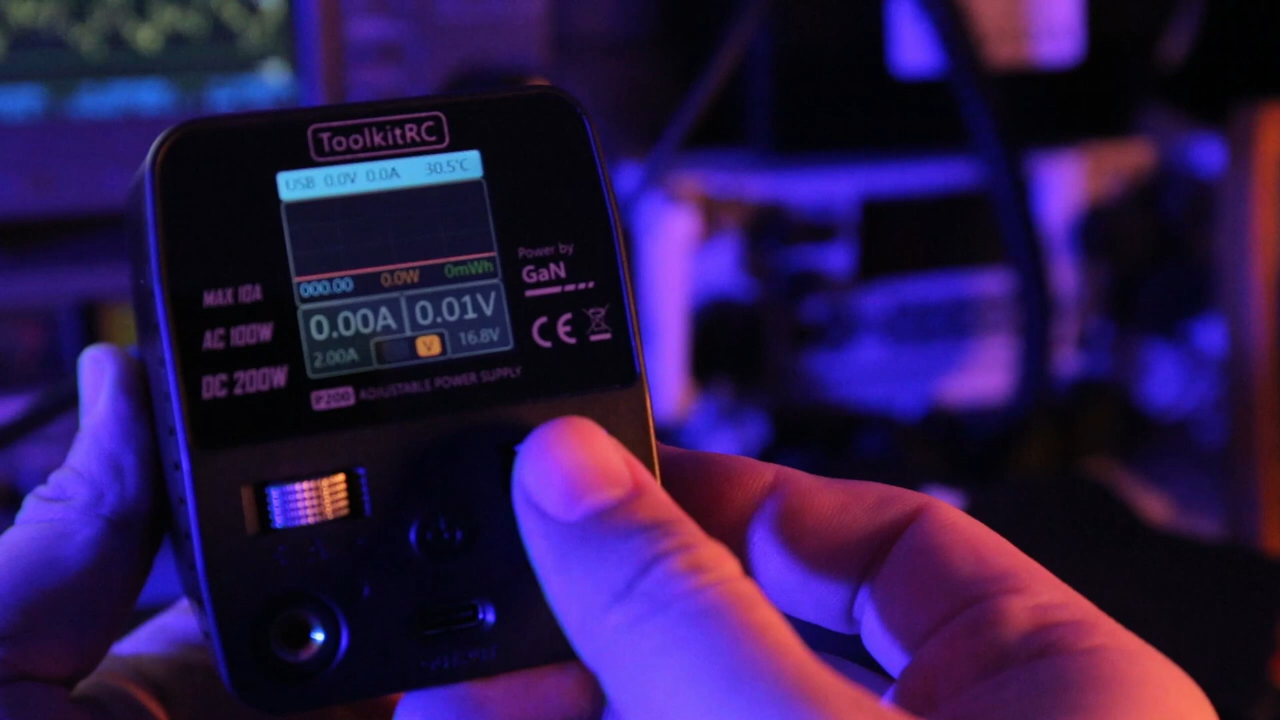 ToolkitRC
USB 0.0V 0.0A 30.5°C
000.00 0.0W 0mWh
0.00A 0.01V
2.00A V 16.8V
MAX 10A
AC 100W
DC 200W
Power by
GaN
CE
P200 ADJUSTABLE POWER SUPPLY